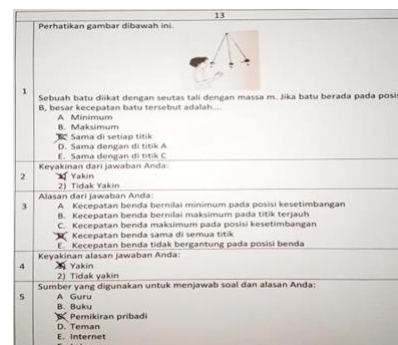 13
Perhatikan gambar dibawah ini.
1
Sebuah batu diikat dengan seutas tali dengan massa m. Jika batu berada pada posisi
B, besar kecepatan batu tersebut adalah....
A Minimum
B. Maksimum
Sama di setiap titik
D. Sama dengan di titik A
E. Sama dengan di titik C
2
Keyakinan dari jawaban Anda:
Yakin
2) Tidak Yakin
3
Alasan dari jawaban Anda:
A Kecepatan benda bernilai minimum pada posisi kesetimbangan
B. Kecepatan benda bernilai maksimum pada titik terjauh
C. Kecepatan benda maksimum pada posisi kesetimbangan
Kecepatan benda sama di semua titik
E. Kecepatan benda tidak bergantung pada posisi benda
4
Keyakinan alasan jawaban Anda:
Yakin
2) Tidak yakin
5
Sumber yang digunakan untuk menjawab soal dan alasan Anda:
A Guru
B. Buku
Pemikiran pribadi
D. Teman
E. Internet